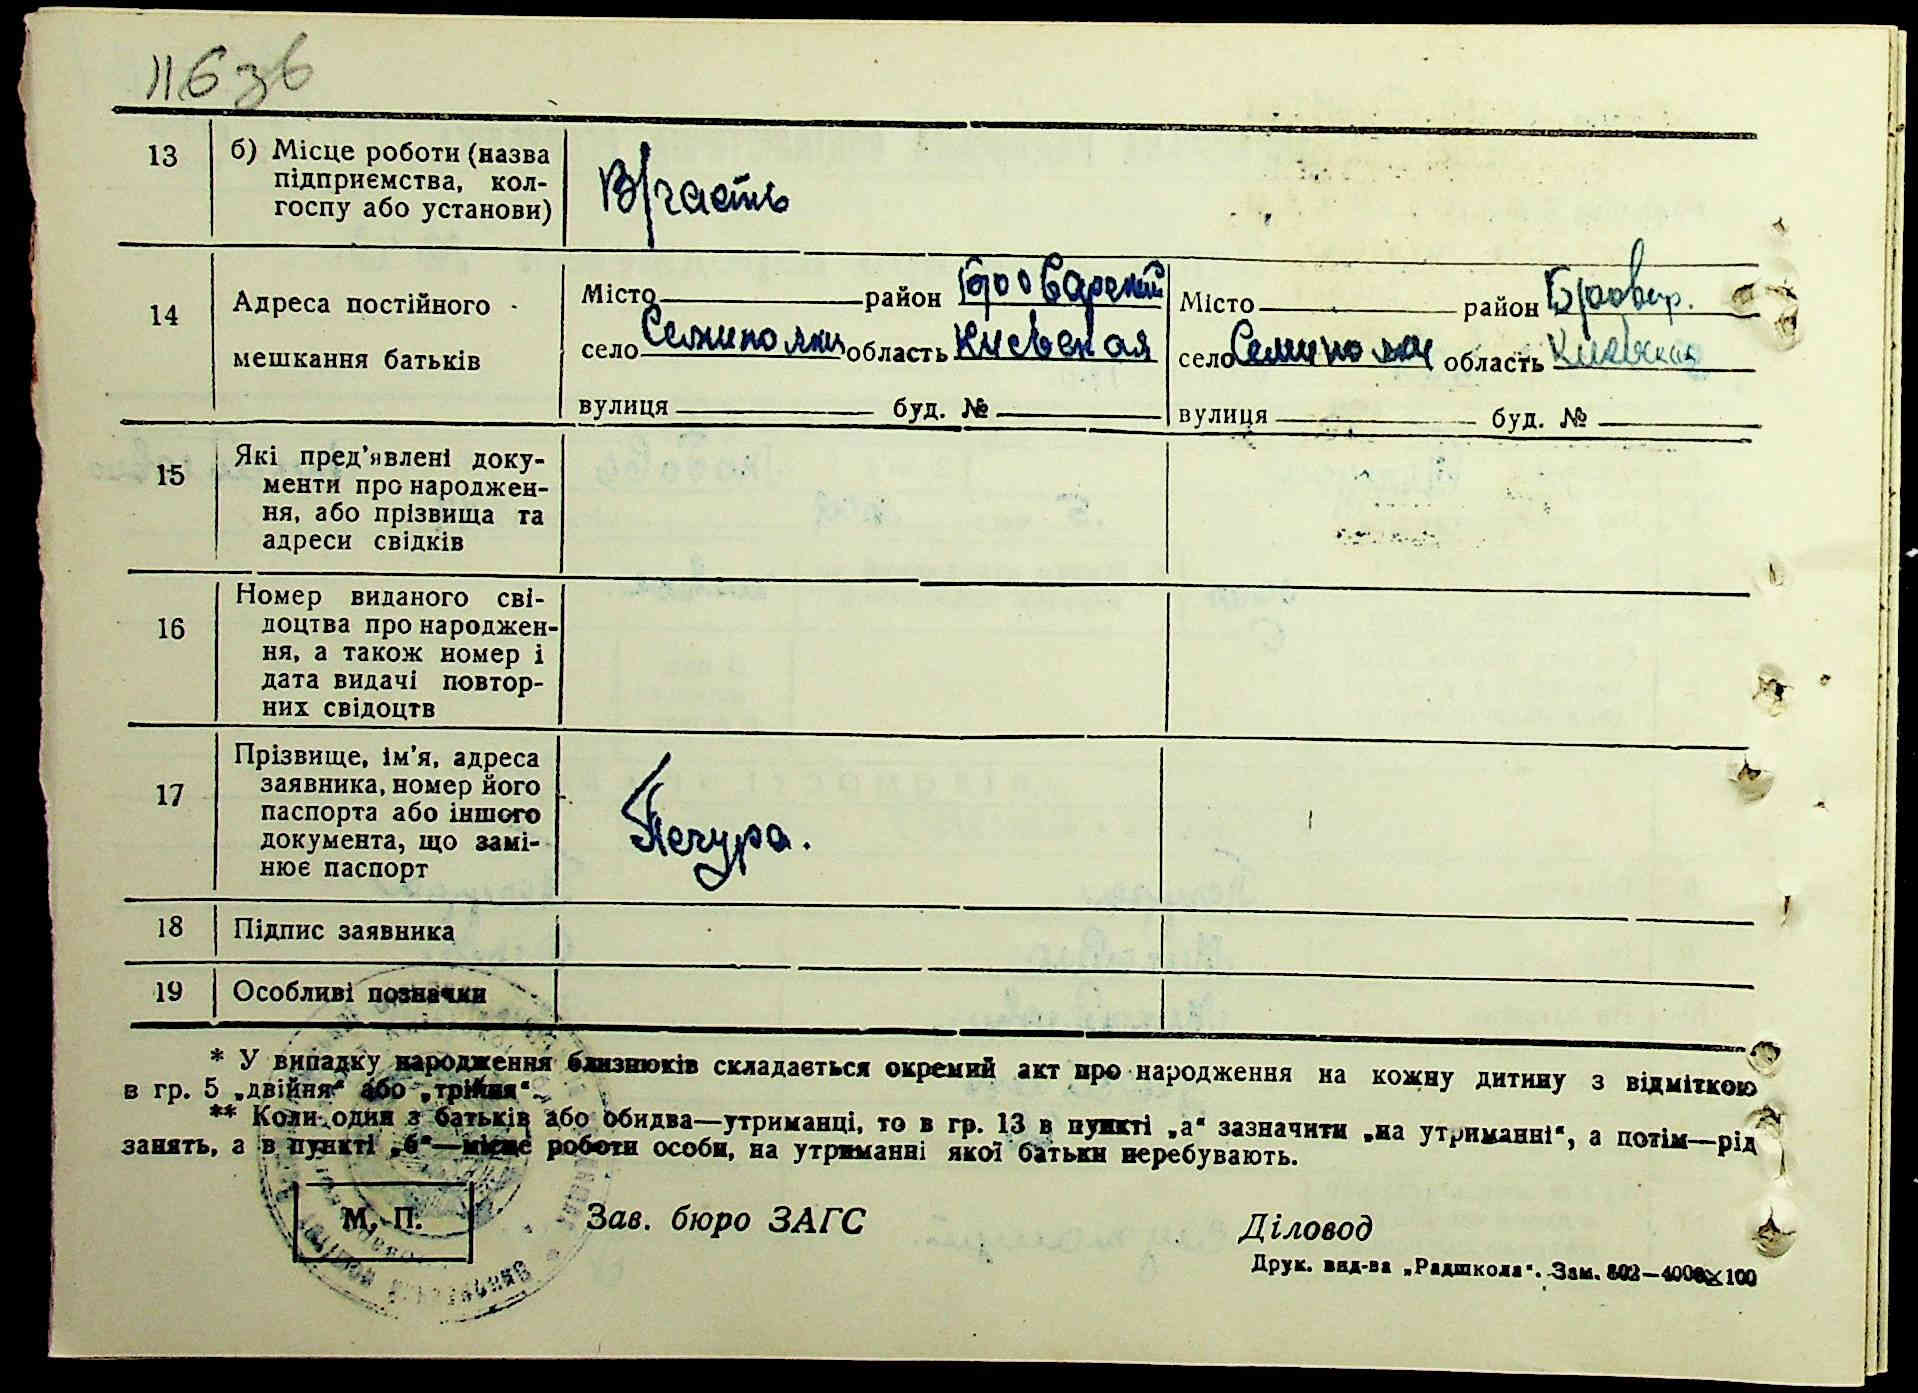 116 зв
13
б) Місце роботи (назва
підприємства, кол-
госпу або установи)
В/часть
14
Адреса постійного
мешкання батьків
Місто район Броварский
село Семиполки область Киевская
вулиця буд. №
Місто район Бровар.
село Семиполки область Киевская
вулиця буд. №
15
Які пред'явлені доку-
менти про народжен-
ня, або прізвища та
адреси свідків
16
Номер виданого сві-
доцтва про народжен-
ня, а також номер і
дата видачі повтор-
них свідоцтв
17
Прізвище, ім'я, адреса
заявника, номер його
паспорта або іншого
документа, що замі-
нює паспорт
Печура.
18
Підпис заявника
19
Особливі позначки
* У випадку народження близнюків складається окремий акт про народження на кожну дитину з відміткою
в гр. 5 „двійня“ або „трійня“.
** Коли один з батьків або обидва—утриманці, то в гр. 13 в пункті „а“ зазначити „на утриманні“, а потім—рід
занять, а в пункті „б“—місце роботи особи, на утриманні якої батьки перебувають.
М. П.
Зав. бюро ЗАГС
Діловод
Друк. вид-ва „Радшкола“. Зам. 802—4000×100